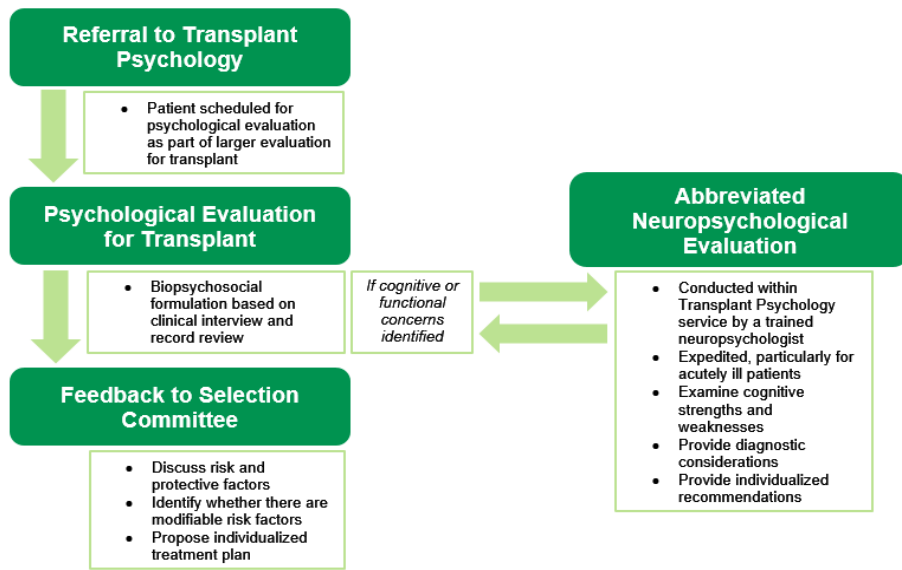 Referral to Transplant
Psychology
● Patient scheduled for
psychological evaluation
as part of larger evaluation
for transplant
Psychological Evaluation
for Transplant
● Biopsychosocial
formulation based on
clinical interview and
record review
If cognitive or
functional
concerns
identified
Feedback to Selection
Committee
● Discuss risk and
protective factors
● Identify whether there are
modifiable risk factors
● Propose individualized
treatment plan
Abbreviated
Neuropsychological
Evaluation
● Conducted within
Transplant Psychology
service by a trained
neuropsychologist
● Expedited, particularly for
acutely ill patients
● Examine cognitive
strengths and
weaknesses
● Provide diagnostic
considerations
● Provide individualized
recommendations